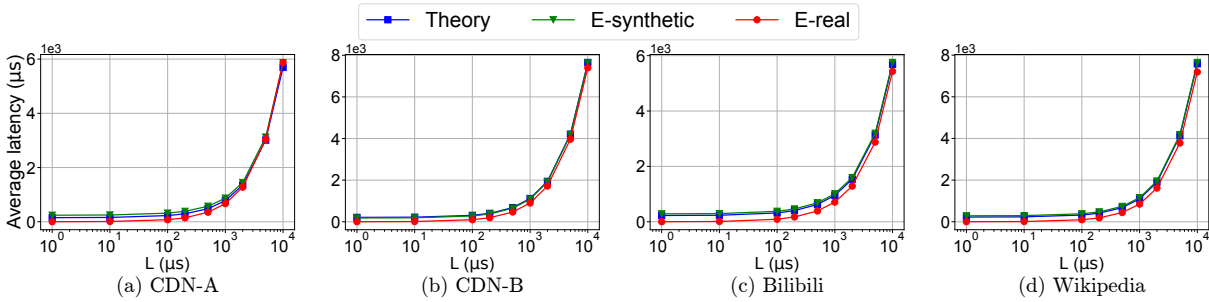 Theory E-synthetic E-real
Average latency (μs)
1e3
6
4
2
0
10^0 10^1 10^2 10^3 10^4
L (μs)
(a) CDN-A
1e3
8
6
4
2
0
10^0 10^1 10^2 10^3 10^4
L (μs)
(b) CDN-B
1e3
6
4
2
0
10^0 10^1 10^2 10^3 10^4
L (μs)
(c) Bilibili
1e3
8
6
4
2
0
10^0 10^1 10^2 10^3 10^4
L (μs)
(d) Wikipedia